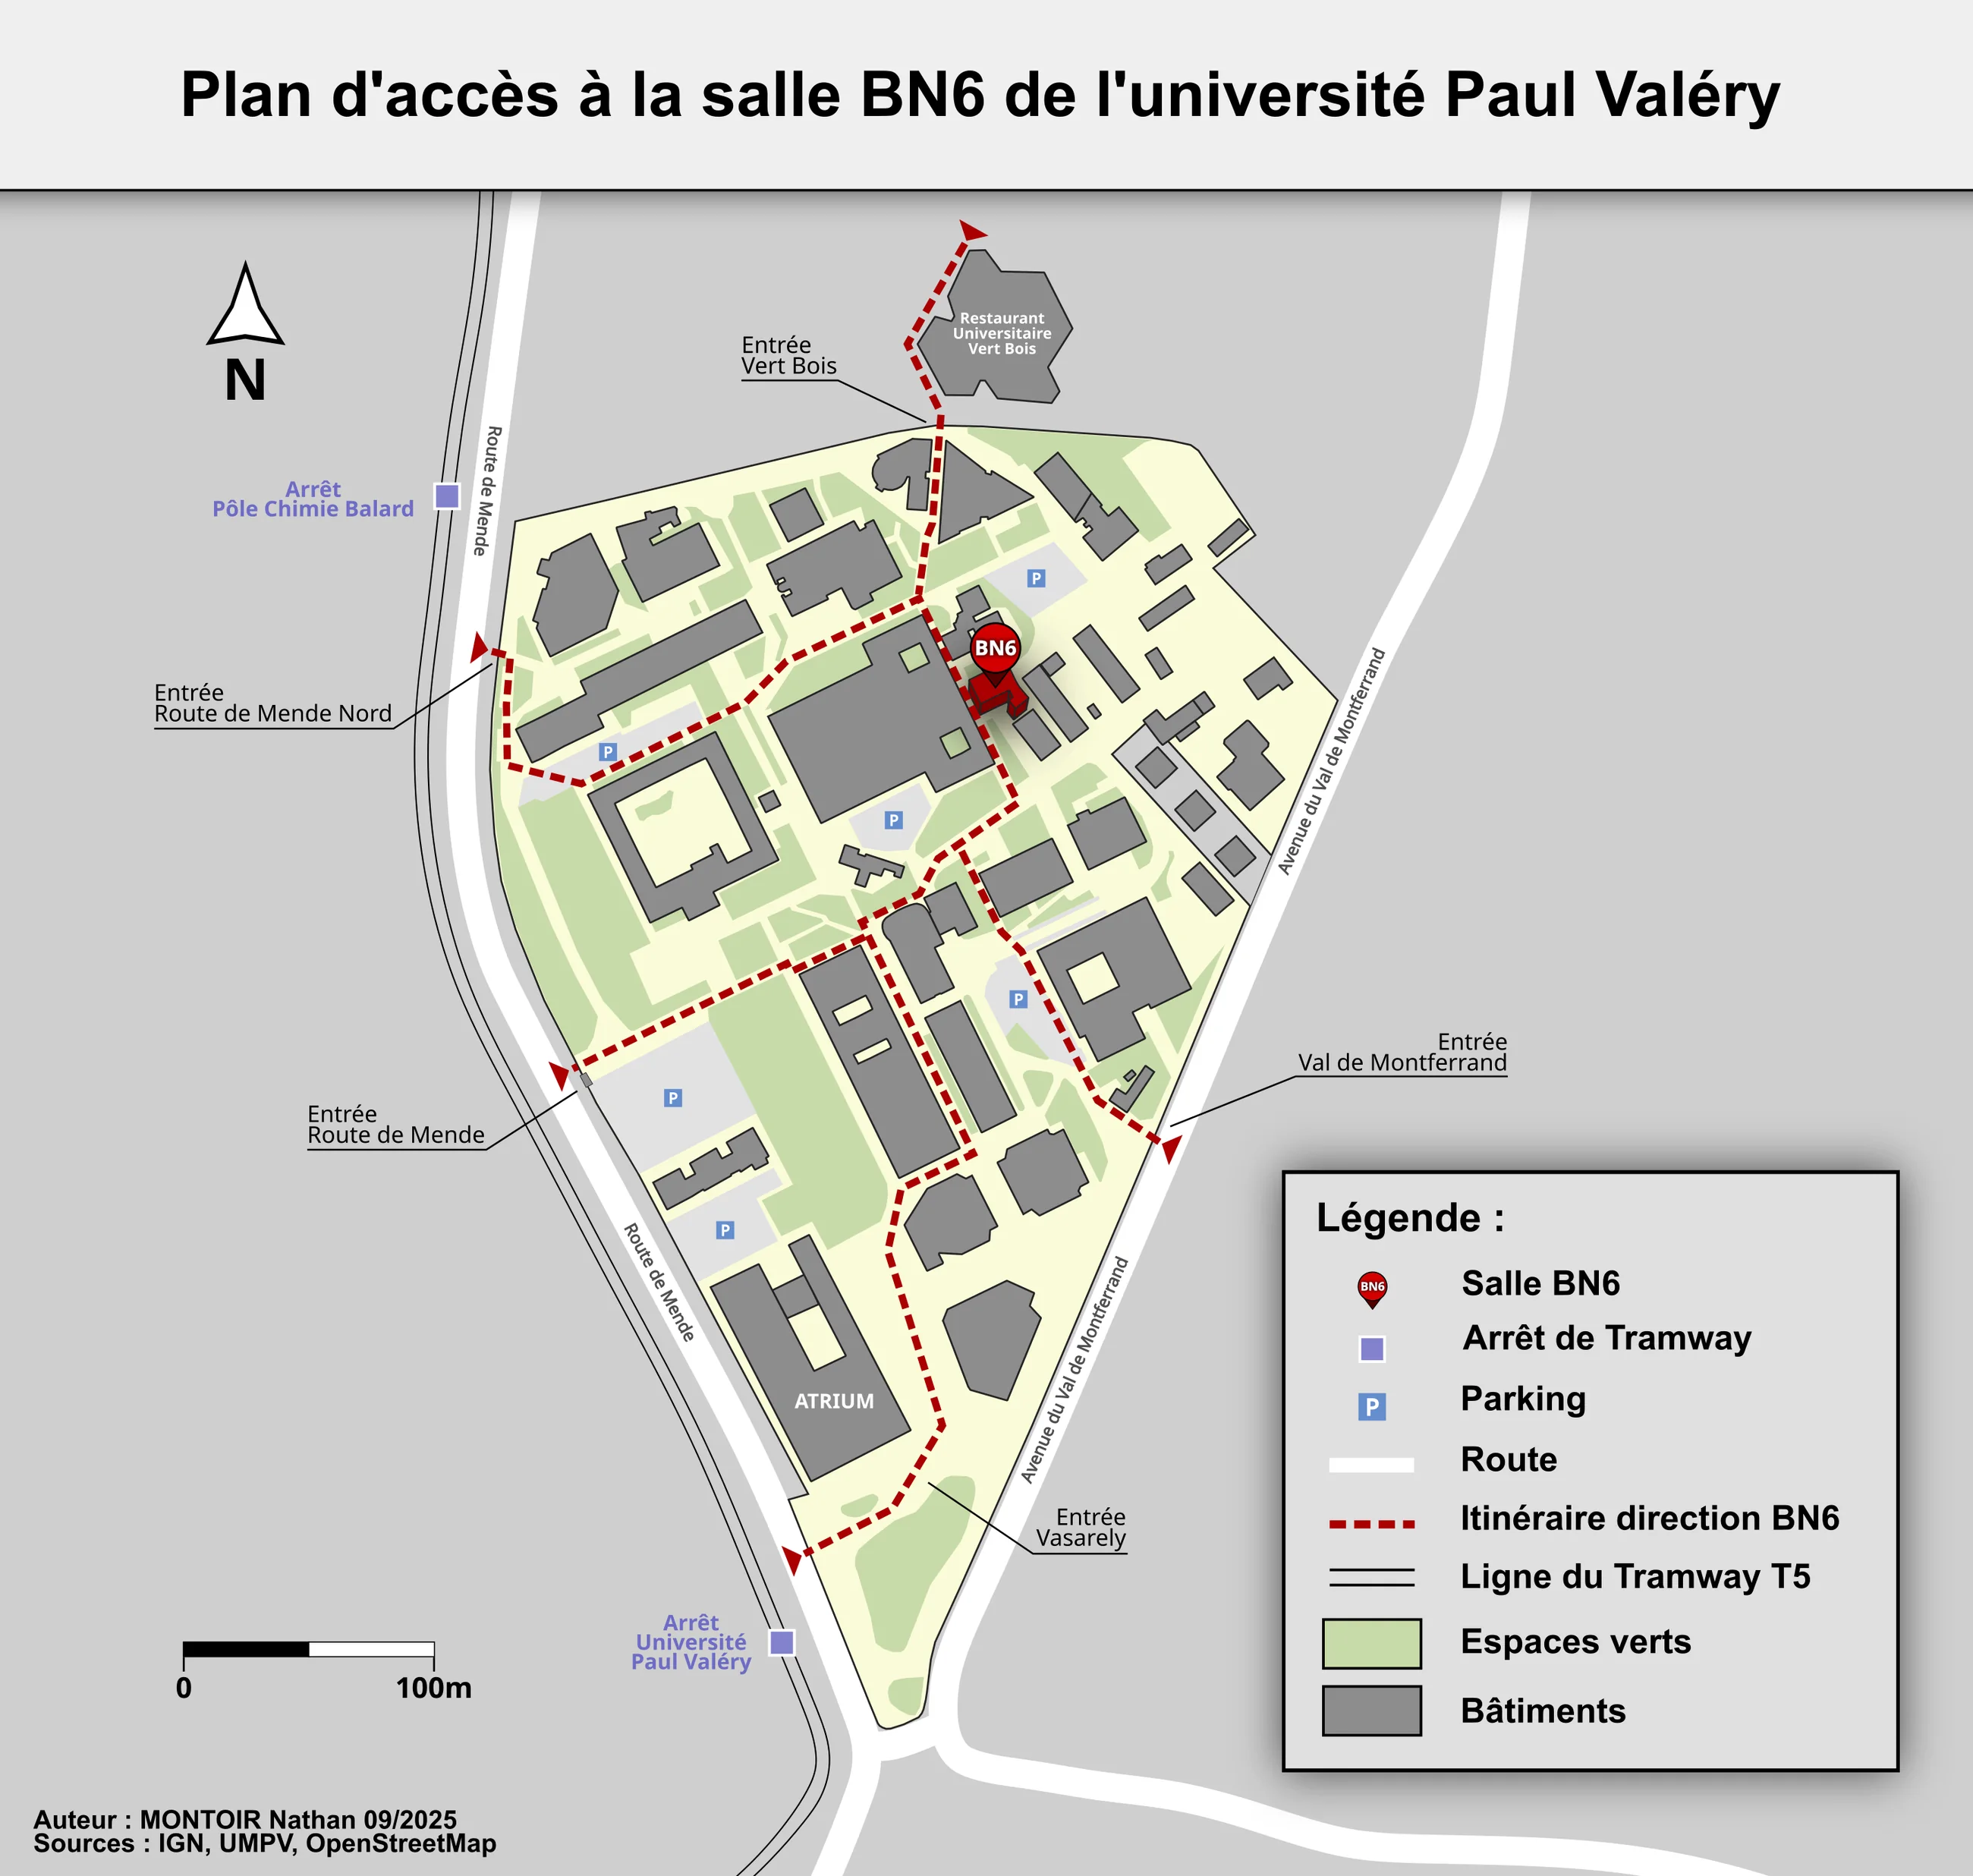 Plan d'accès à la salle BN6 de l'université Paul Valéry
N
Restaurant
Universitaire
Vert Bois
Entrée
Vert Bois
Route de Mende
Arrêt
Pôle Chimie Balard
P
BN6
Entrée
Route de Mende Nord
P
P
Avenue du Val de Montferrand
P
Entrée
Val de Montferrand
P
Entrée
Route de Mende
P
Route de Mende
ATRIUM
Avenue du Val de Montferrand
Entrée
Vasarely
Arrêt
Université
Paul Valéry
0
100m
Légende :
BN6
Salle BN6
Arrêt de Tramway
P
Parking
Route
Itinéraire direction BN6
Ligne du Tramway T5
Espaces verts
Bâtiments
Auteur : MONTOIR Nathan 09/2025
Sources : IGN, UMPV, OpenStreetMap